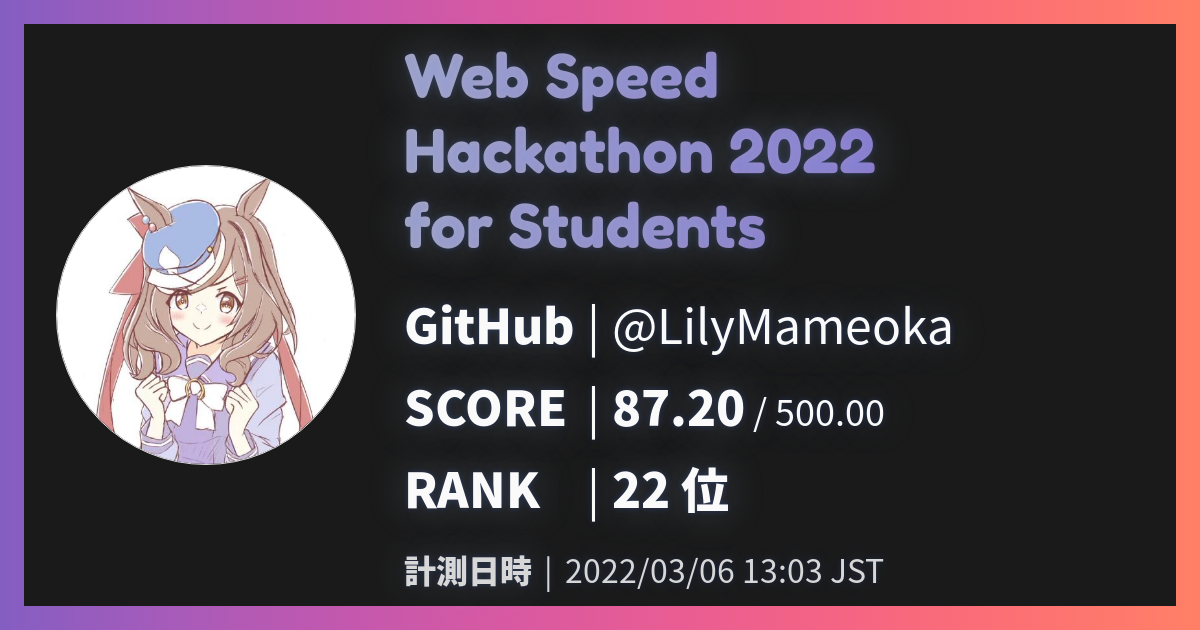 Web Speed
Hackathon 2022
for Students
GitHub | @LilyMameoka
SCORE | 87.20 / 500.00
RANK | 22 位
計測日時 | 2022/03/06 13:03 JST